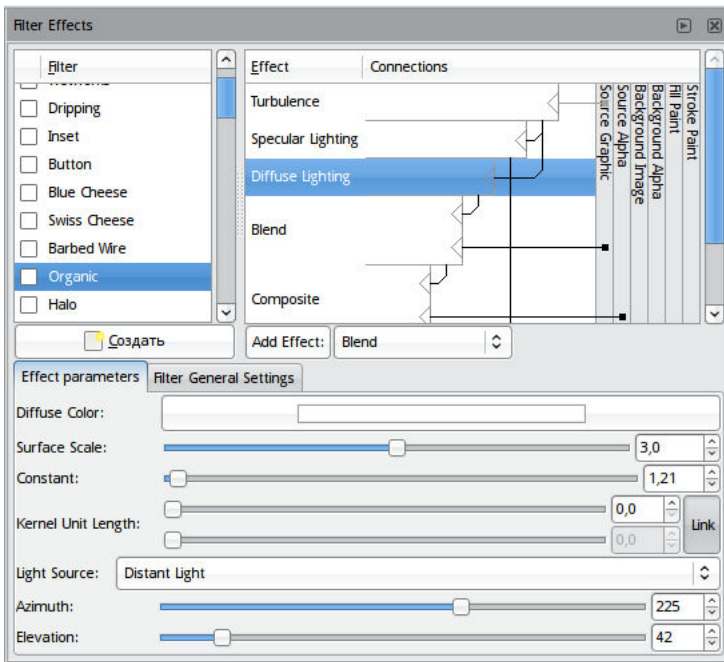 Filter Effects
Filter
Dripping
Inset
Button
Blue Cheese
Swiss Cheese
Barbed Wire
Organic
Halo
Создать
Effect Connections
Turbulence
Specular Lighting
Diffuse Lighting
Blend
Composite
Source Graphic
Source Alpha
Background Image
Background Alpha
Fill Paint
Stroke Paint
Add Effect: Blend
Effect parameters Filter General Settings
Diffuse Color:
Surface Scale: 3,0
Constant: 1,21
Kernel Unit Length: 0,0 Link
0,0
Light Source: Distant Light
Azimuth: 225
Elevation: 42